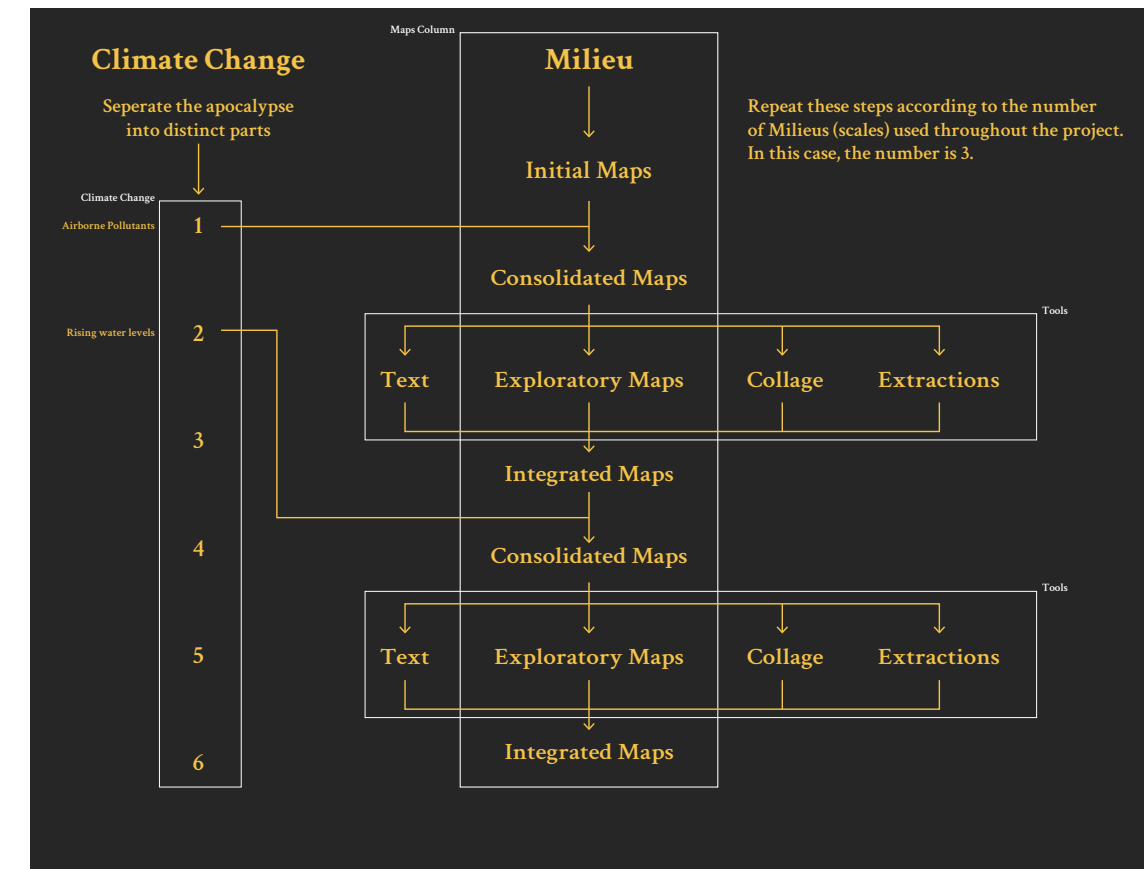 Maps Column
Climate Change
Milieu
Seperate the apocalypse
into distinct parts
Repeat these steps according to the number
of Milieus (scales) used throughout the project.
In this case, the number is 3.
Initial Maps
Climate Change
Airborne Pollutants
1
Consolidated Maps
Tools
Rising water levels
2
Text
Exploratory Maps
Collage
Extractions
3
Integrated Maps
4
Consolidated Maps
Tools
5
Text
Exploratory Maps
Collage
Extractions
Integrated Maps
6